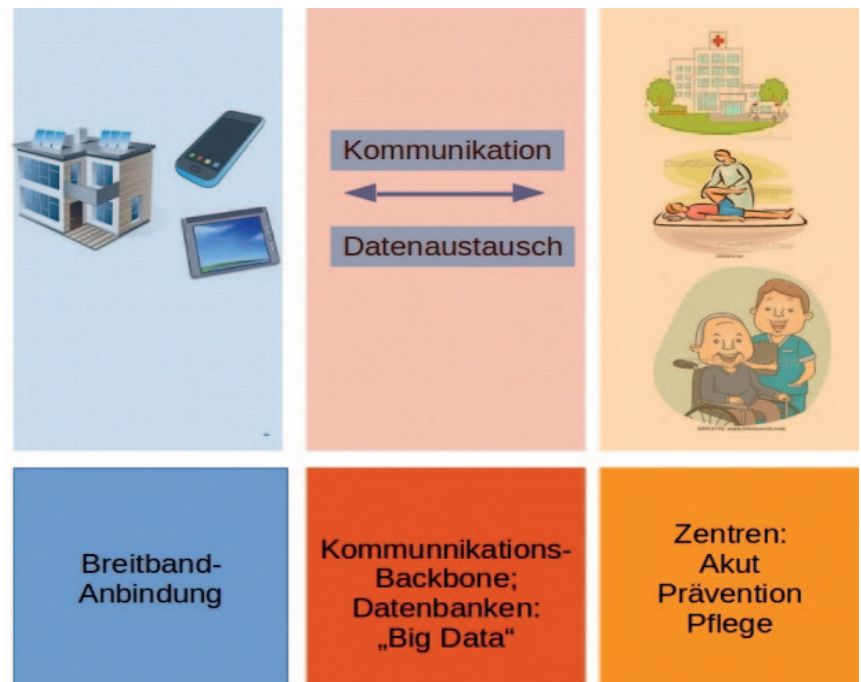 Kommunikation
Datenaustausch
Breitband-
Anbindung
Kommunnikations-
Backbone;
Datenbanken:
„Big Data“
Zentren:
Akut
Prävention
Pflege